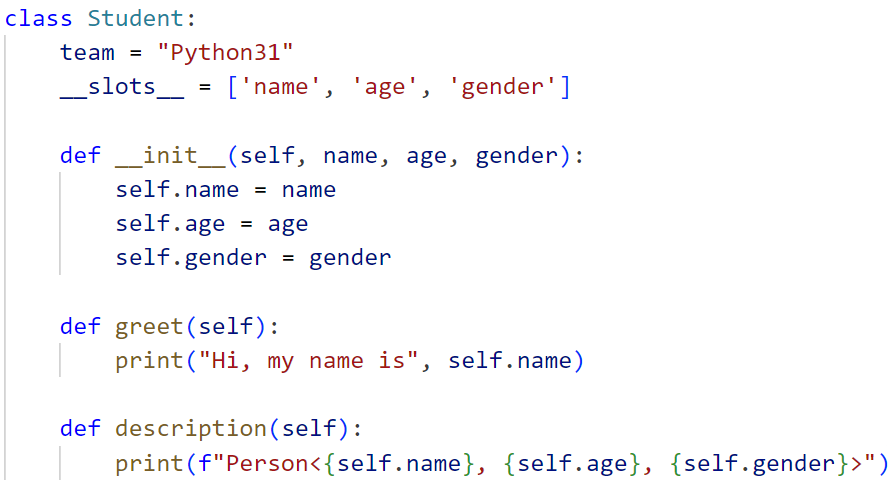 class Student:
    team = "Python31"
    __slots__ = ['name', 'age', 'gender']

    def __init__(self, name, age, gender):
        self.name = name
        self.age = age
        self.gender = gender

    def greet(self):
        print("Hi, my name is", self.name)

    def description(self):
        print(f"Person<{self.name}, {self.age}, {self.gender}>")